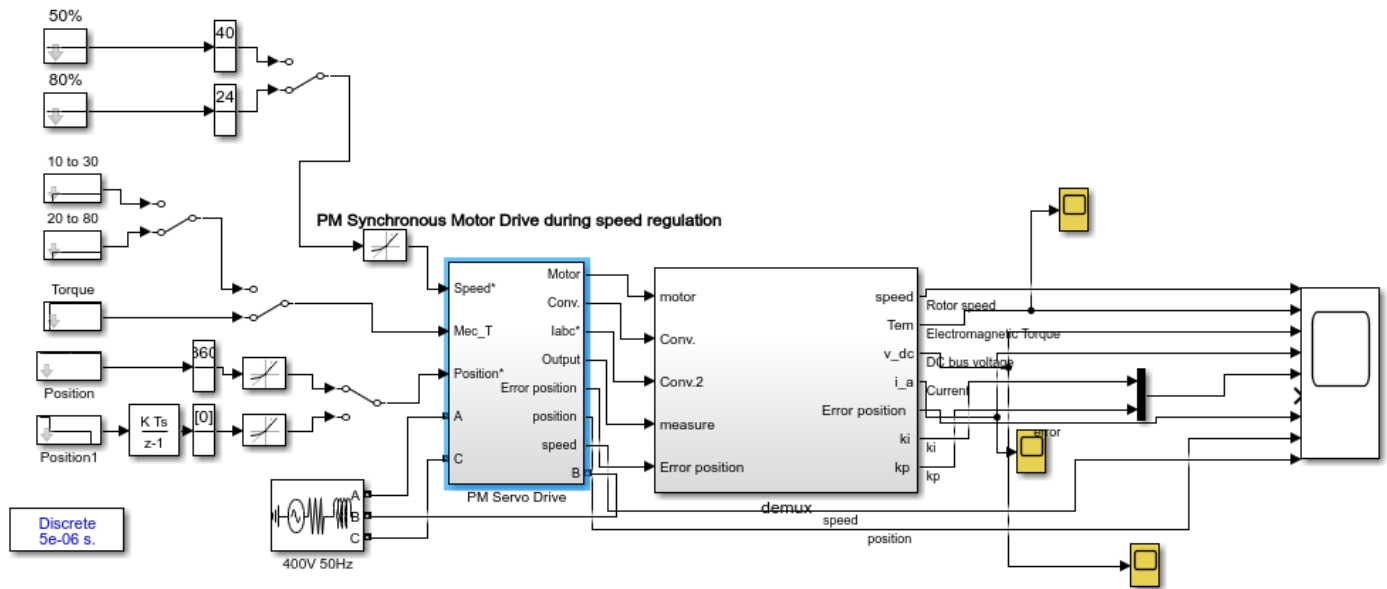 50%
40
80%
24
10 to 30
20 to 80
PM Synchronous Motor Drive during speed regulation
Torque
360
Position
K Ts
z-1
[0]
Position1
Discrete
5e-06 s.
A
B
C
400V 50Hz
Speed*
Mec_T
Position*
A
C
Motor
Conv.
Iabc*
Output
Error position
position
speed
B
PM Servo Drive
motor
Conv.
Conv.2
measure
Error position
speed
Tem
v_dc
i_a
Error position
ki
kp
demux
Rotor speed
Electromagnetic Torque
DC bus voltage
Current
error
ki
kp
speed
position